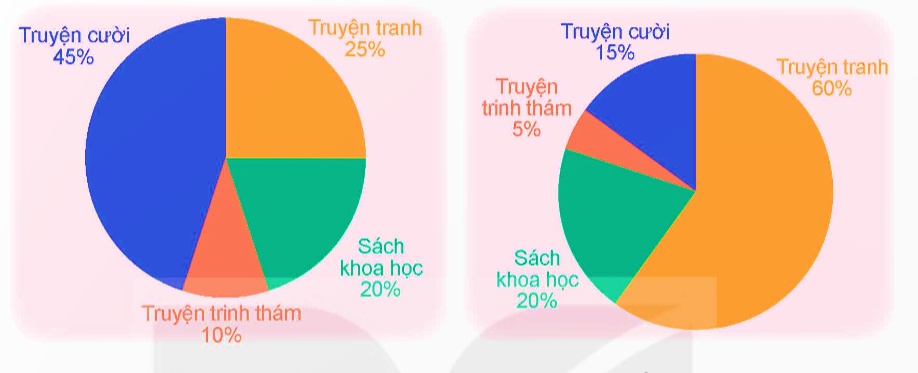 Truyện cười
45%
Truyện tranh
25%
Sách
khoa học
20%
Truyện trinh thám
10%
Truyện cười
15%
Truyện tranh
60%
Truyện
trinh thám
5%
Sách
khoa học
20%